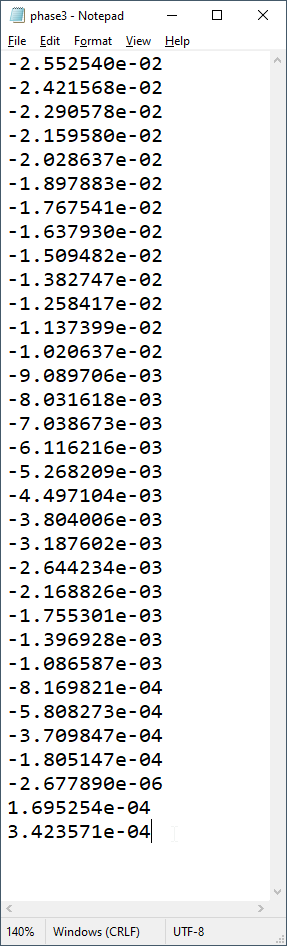 phase3 - Notepad
File Edit Format View Help
-2.552540e-02
-2.421568e-02
-2.290578e-02
-2.159580e-02
-2.028637e-02
-1.897883e-02
-1.767541e-02
-1.637930e-02
-1.509482e-02
-1.382747e-02
-1.258417e-02
-1.137399e-02
-1.020637e-02
-9.089706e-03
-8.031618e-03
-7.038673e-03
-6.116216e-03
-5.268209e-03
-4.497104e-03
-3.804006e-03
-3.187602e-03
-2.644234e-03
-2.168826e-03
-1.755301e-03
-1.396928e-03
-1.086587e-03
-8.169821e-04
-5.808273e-04
-3.709847e-04
-1.805147e-04
-2.677890e-06
1.695254e-04
3.423571e-04
140% Windows (CRLF) UTF-8